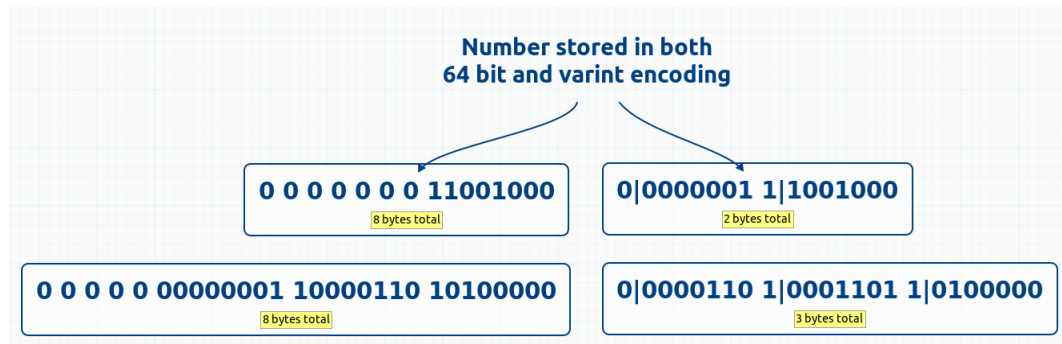 Number stored in both
64 bit and varint encoding
0 0 0 0 0 0 0 11001000
8 bytes total
0|0000001 1|1001000
2 bytes total
0 0 0 0 0 00000001 10000110 10100000
8 bytes total
0|0000110 1|0001101 1|0100000
3 bytes total